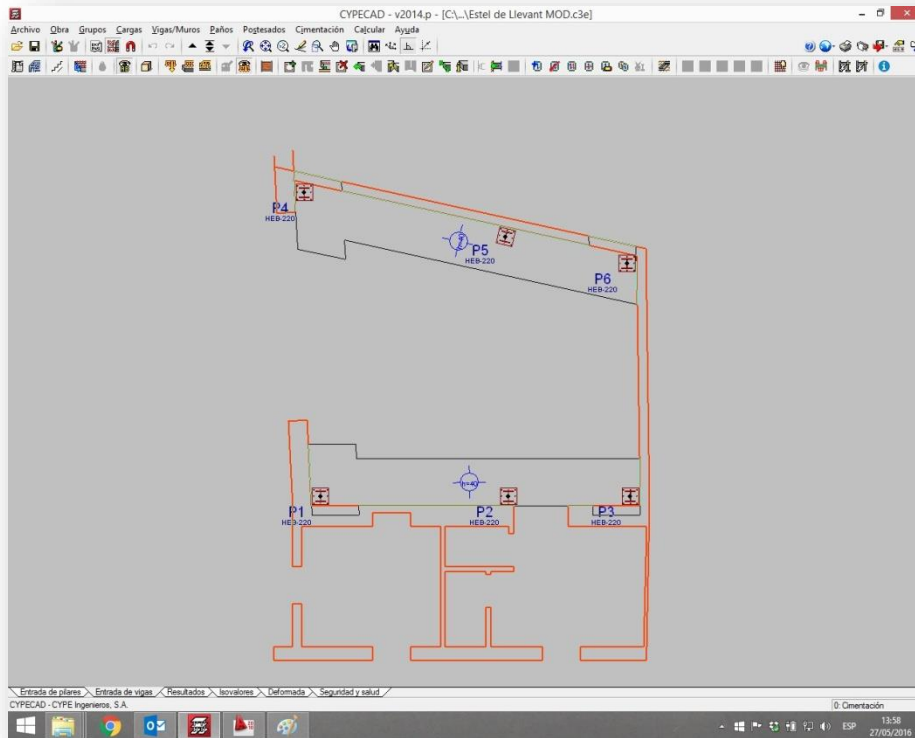 CYPECAD - v2014.p - [C:\...\Estel de Llevant MOD.c3e]
Archivo Obra Grupos Cargas Vigas/Muros Paños Postesados Cimentación Calcular Ayuda
P4
HEB-220
P5
HEB-220
P6
HEB-220
h=40
P1
HEB-220
P2
HEB-220
P3
HEB-220
Entrada de pilares Entrada de vigas Resultados Isovalores Deformada Seguridad y salud
CYPECAD - CYPE Ingenieros, S.A. 0: Cimentación
ESP 13:58
27/05/2016